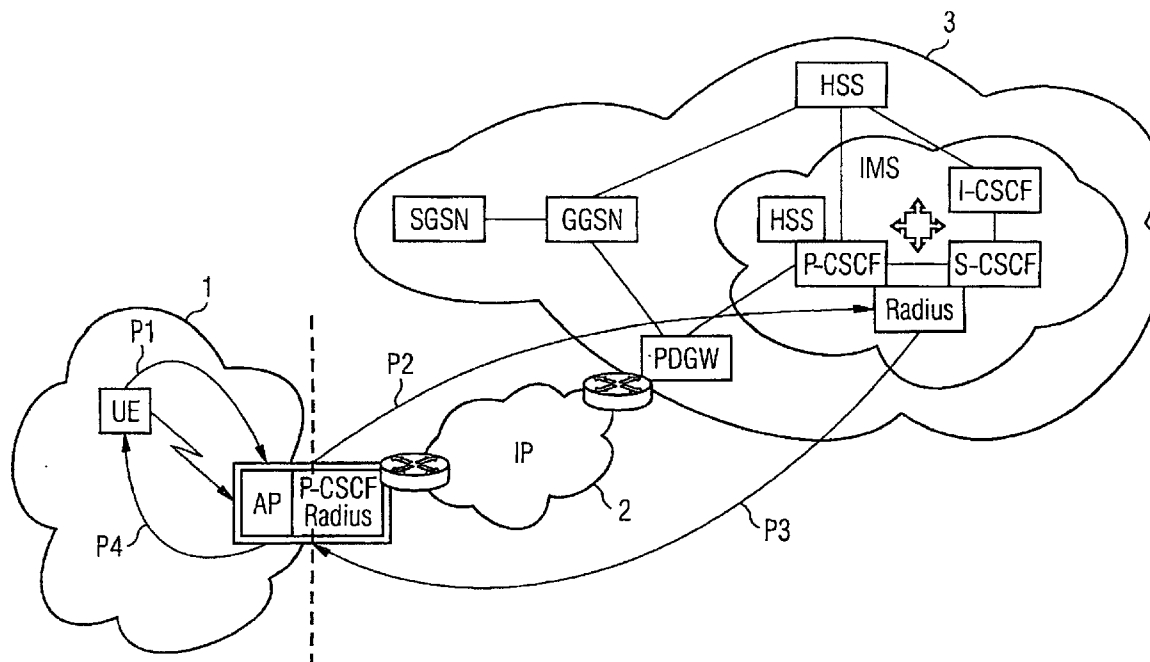 3
HSS
IMS
I-CSCF
SGSN
GGSN
HSS
P-CSCF
S-CSCF
Radius
1
P1
P2
PDGW
UE
IP
AP
P-CSCF
Radius
2
P4
P3